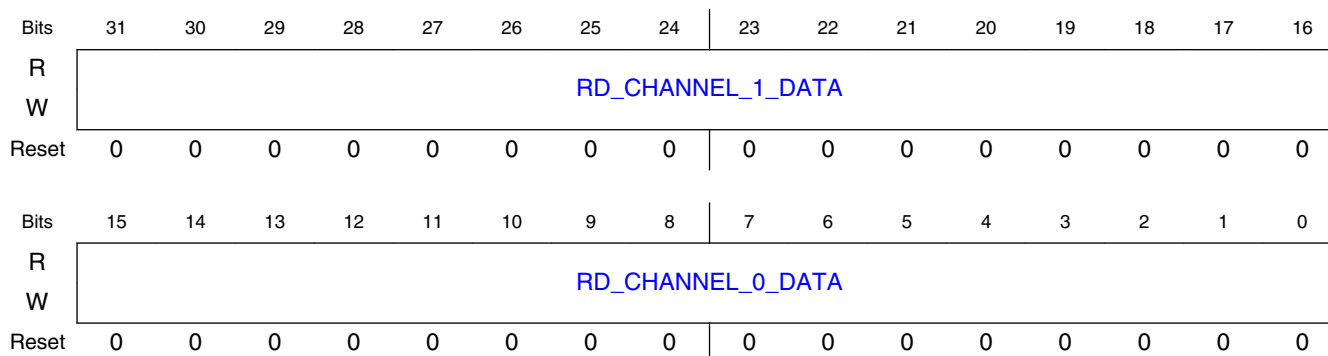 Bits 31 30 29 28 27 26 25 24 23 22 21 20 19 18 17 16
R
RD_CHANNEL_1_DATA
W
Reset 0 0 0 0 0 0 0 0 0 0 0 0 0 0 0 0
Bits 15 14 13 12 11 10 9 8 7 6 5 4 3 2 1 0
R
RD_CHANNEL_0_DATA
W
Reset 0 0 0 0 0 0 0 0 0 0 0 0 0 0 0 0